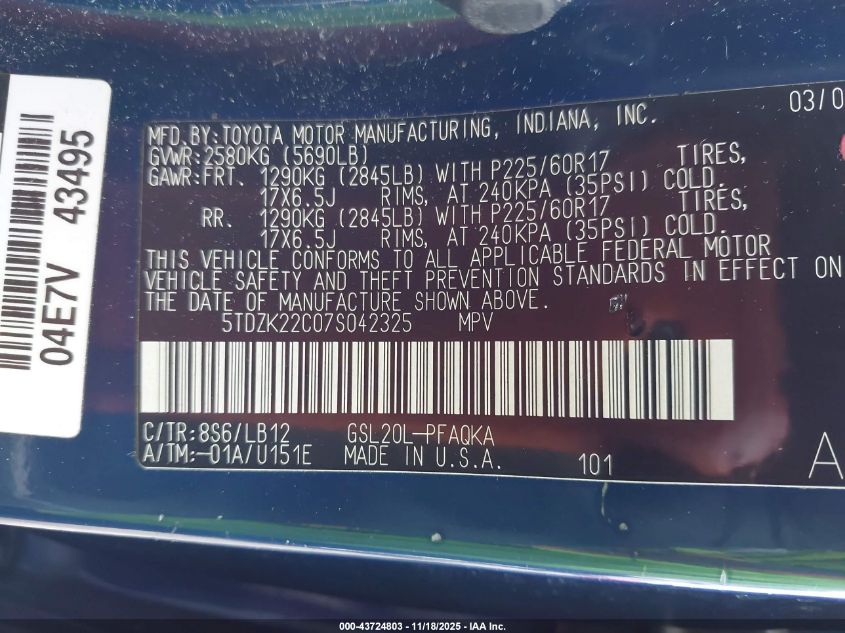 03/0
MFD. BY: TOYOTA MOTOR MANUFACTURING, INDIANA, INC.
GVWR: 2580KG (5690LB)
GAWR: FRT. 1290KG (2845LB) WITH P225/60R17 TIRES,
17X6.5J RIMS, AT 240KPA (35PSI) COLD.
RR. 1290KG (2845LB) WITH P225/60R17 TIRES,
17X6.5J RIMS, AT 240KPA (35PSI) COLD.
THIS VEHICLE CONFORMS TO ALL APPLICABLE FEDERAL MOTOR
VEHICLE SAFETY AND THEFT PREVENTION STANDARDS IN EFFECT ON
THE DATE OF MANUFACTURE SHOWN ABOVE.
5TDZK22C07S042325 MPV
C/TR: 8S6/LB12 GSL20L-PFAQKA
A/TM: -01A/U151E MADE IN U.S.A. 101
A
04E7V 43495
000-43724803 - 11/18/2025 - IAA Inc.